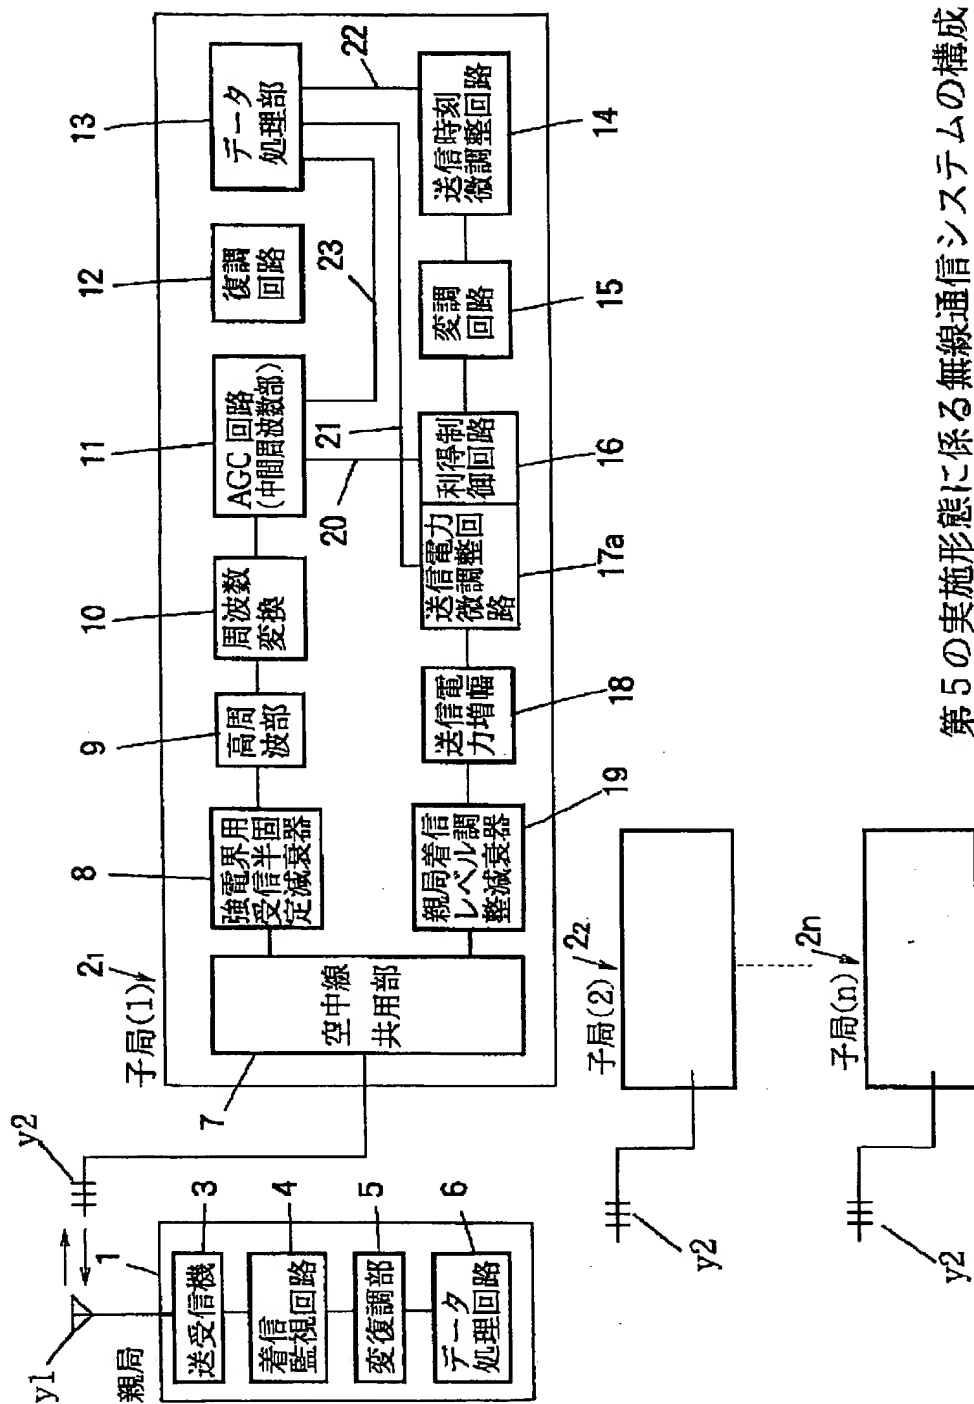 y1
親局
1
送受信機
3
着信
監視回路
4
変復調部
5
データ
処理回路
6
y2
子局(1)
21
空中線
共用部
7
強電界用
受信半固
定減衰器
8
高周
波部
9
周波数
変換
10
AGC 回路
(中間周波数部)
11
復調
回路
12
データ
処理部
13
親局着信
レベル調
整減衰器
19
送信電
力増幅
18
送信電力
微調整回
路
17a
利得制
御回路
16
変調
回路
15
送信時刻
微調整回路
14
20
21
22
23
子局(2)
22
y2
子局(n)
2n
y2
第5の実施形態に係る無線通信システムの構成